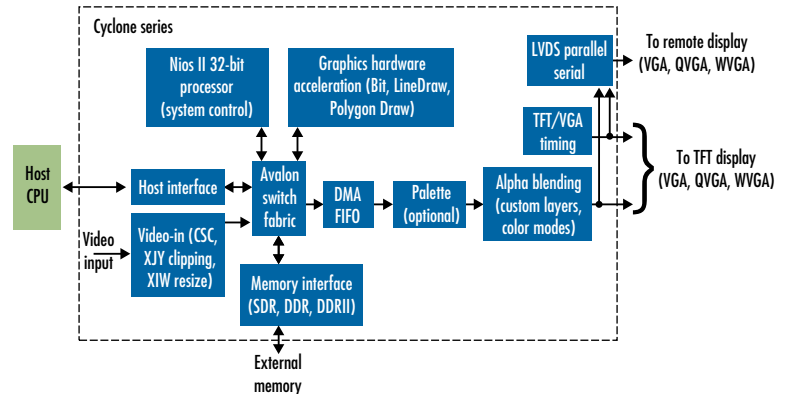 Cyclone series
Nios II 32-bit
processor
(system control)
Graphics hardware
acceleration (Bit, LineDraw,
Polygon Draw)
LVDS parallel
serial
To remote display
(VGA, QVGA, WVGA)
TFT/VGA
timing
To TFT display
(VGA, QVGA, WVGA)
Host
CPU
Host interface
Avalon
switch
fabric
DMA
FIFO
Palette
(optional)
Alpha blending
(custom layers,
color modes)
Video
input
Video-in (CSC,
XJY clipping,
XIW resize)
Memory interface
(SDR, DDR, DDRII)
External
memory